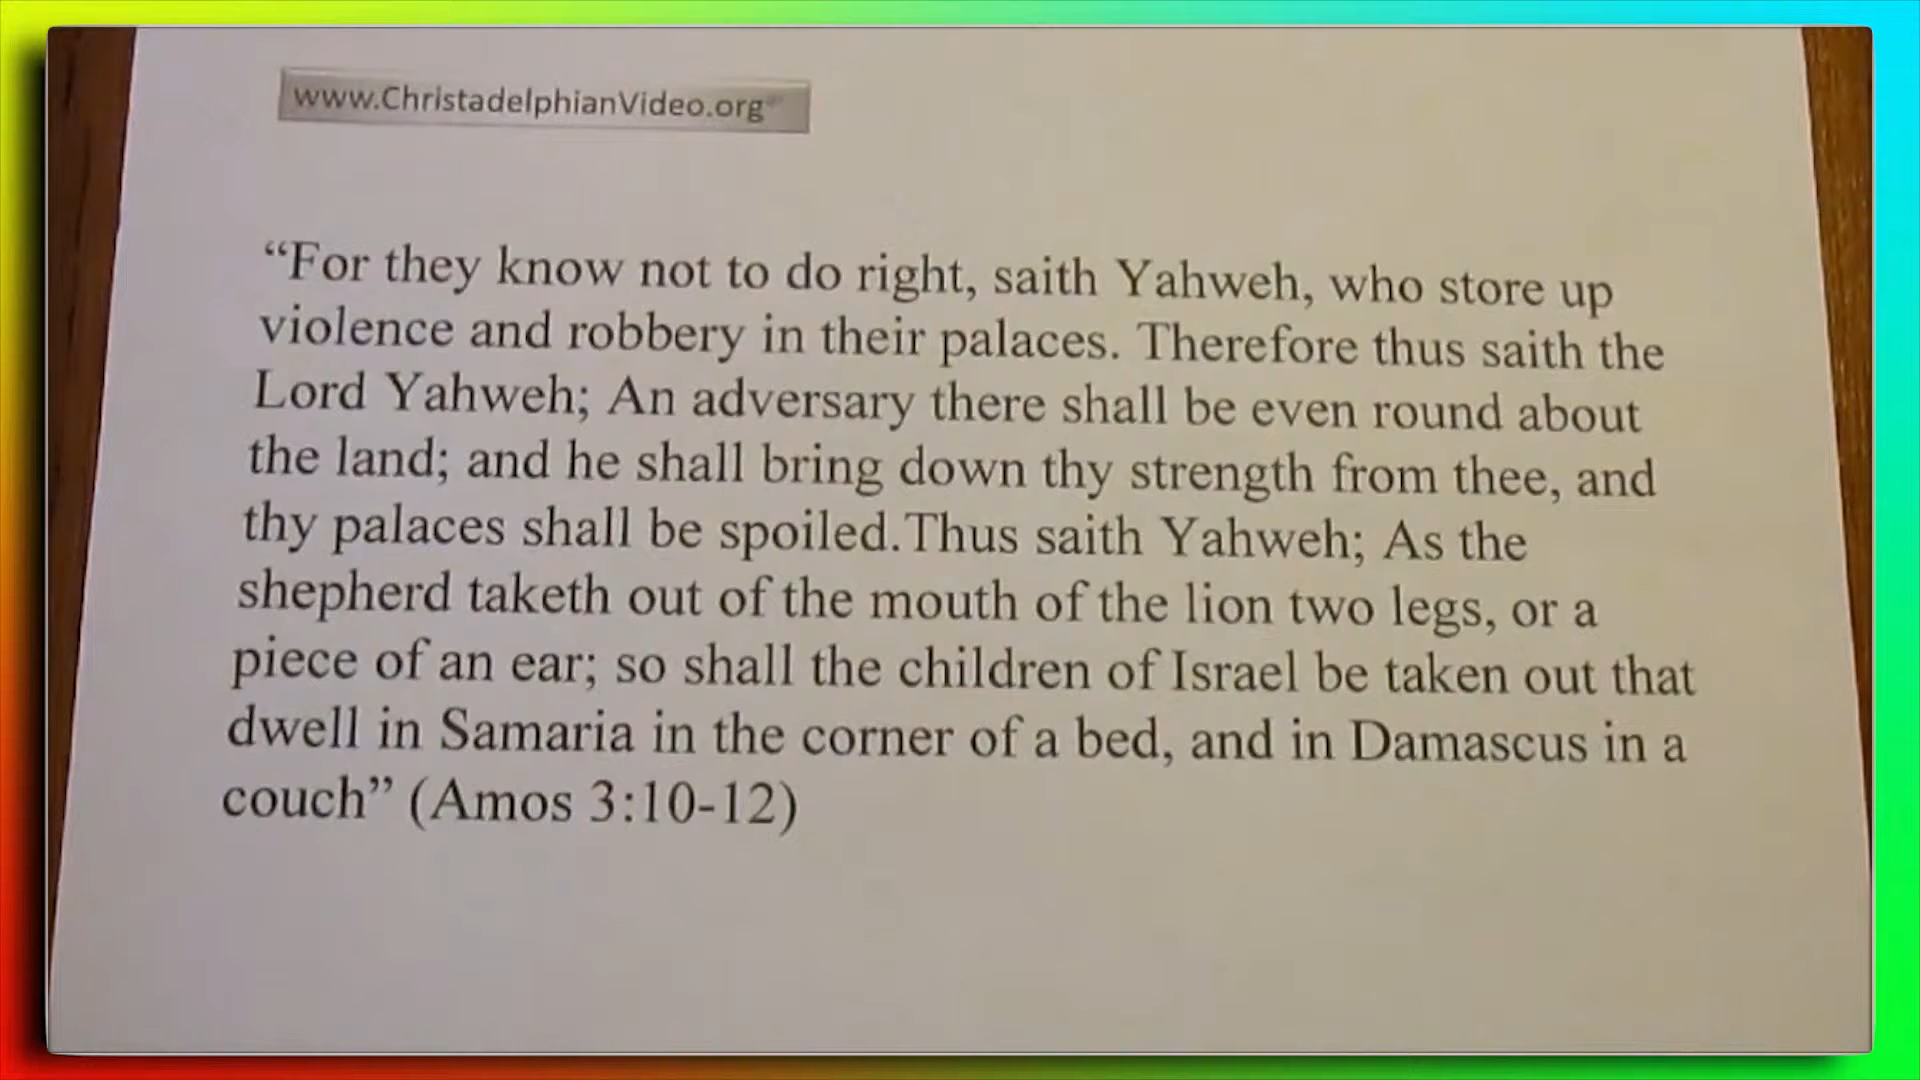 www.ChristadelphianVideo.org
“For they know not to do right, saith Yahweh, who store up
violence and robbery in their palaces. Therefore thus saith the
Lord Yahweh; An adversary there shall be even round about
the land; and he shall bring down thy strength from thee, and
thy palaces shall be spoiled.Thus saith Yahweh; As the
shepherd taketh out of the mouth of the lion two legs, or a
piece of an ear; so shall the children of Israel be taken out that
dwell in Samaria in the corner of a bed, and in Damascus in a
couch” (Amos 3:10-12)